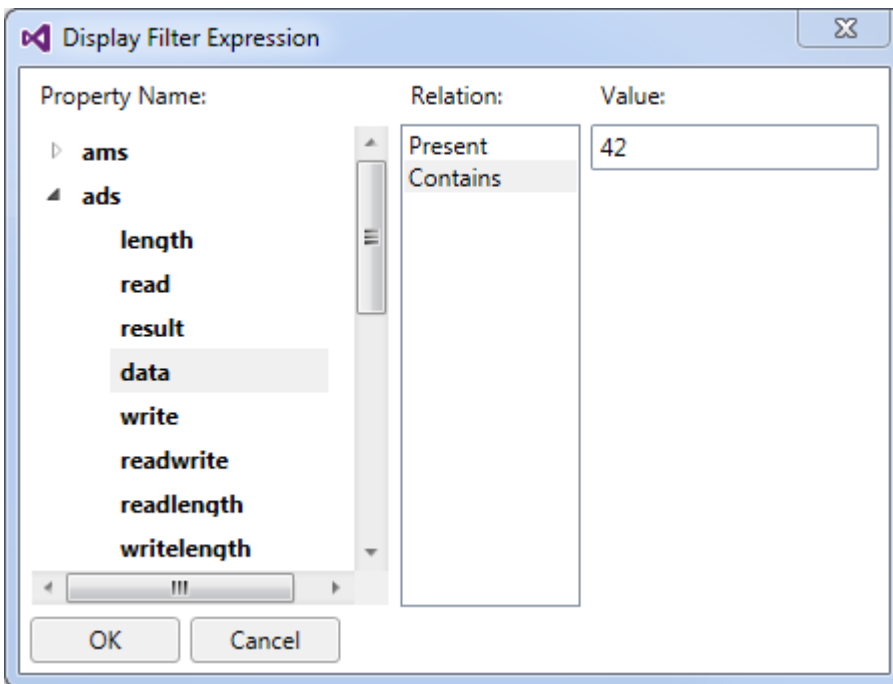 Display Filter Expression
Property Name:
Relation:
Value:
ams
ads
length
read
result
data
write
readwrite
readlength
writelength
Present
Contains
42
OK
Cancel